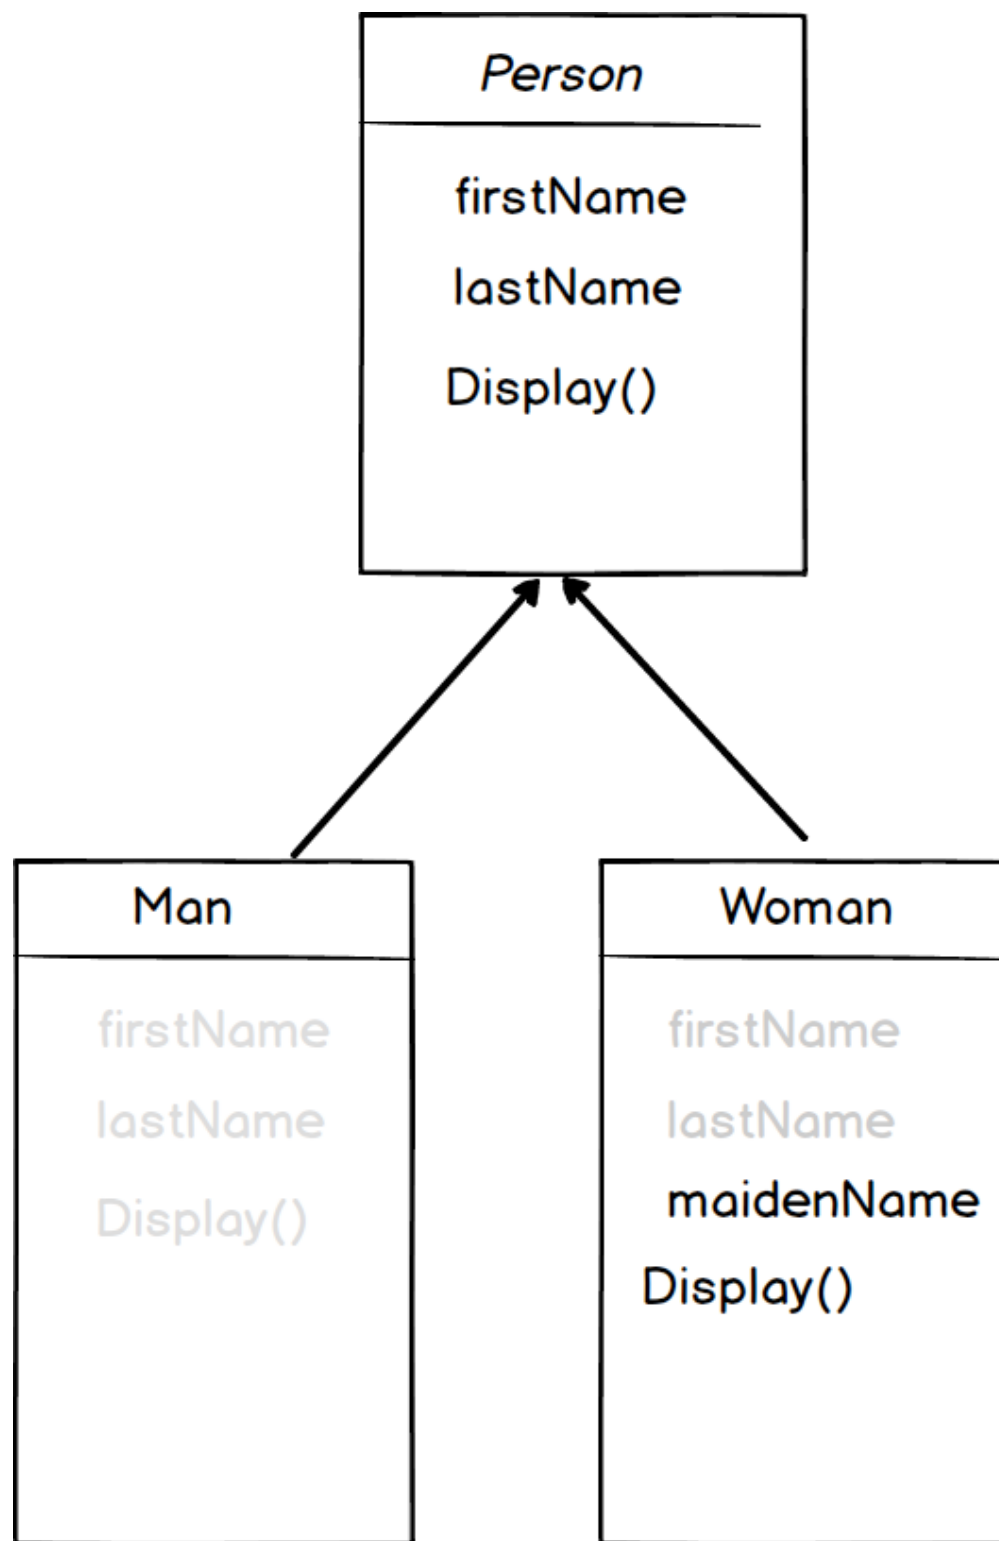 Person
firstName
lastName
Display()
Man
firstName
lastName
Display()
Woman
firstName
lastName
maidenName
Display()